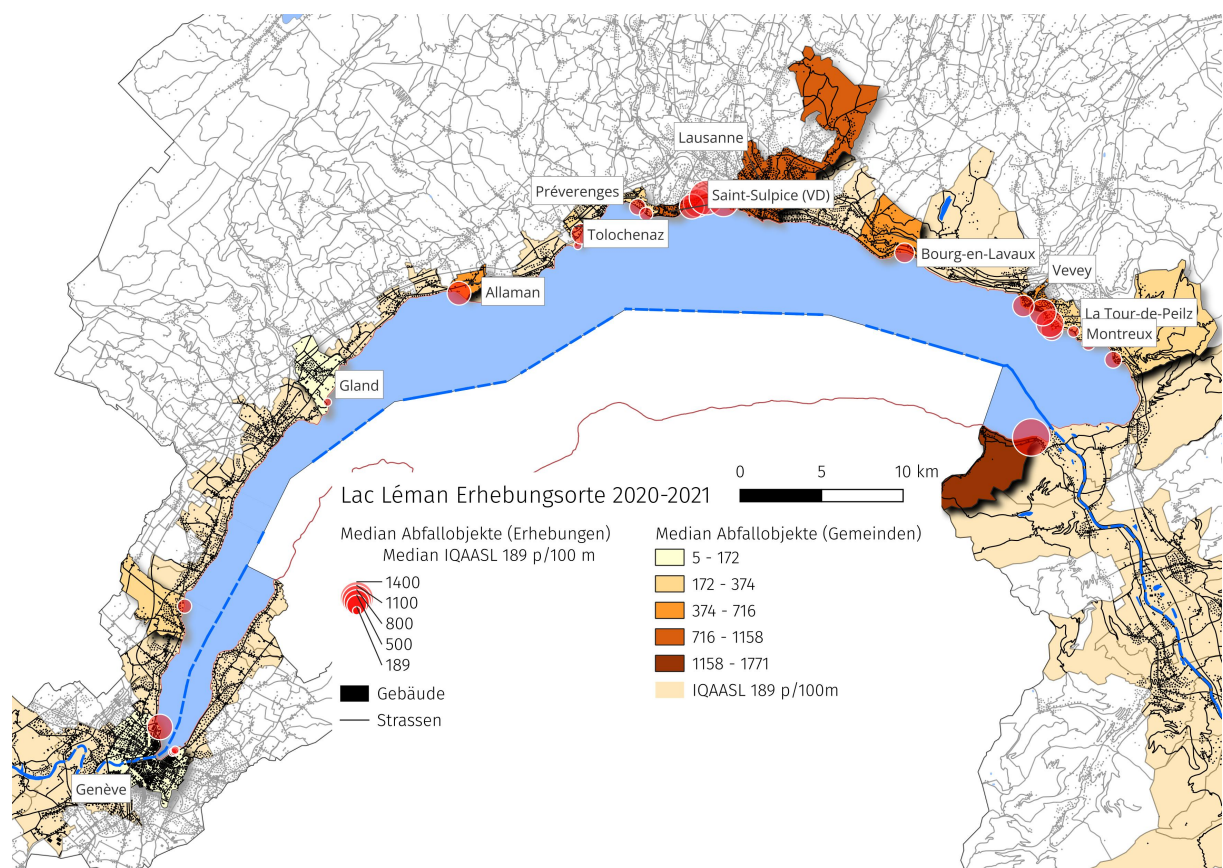 Lausanne
Préverenges
Saint-Sulpice (VD)
Tolochenaz
Bourg-en-Lavaux
Vevey
Allaman
La Tour-de-Peilz
Montreux
Gland
Genève
Lac Léman Erhebungsorte 2020-2021
0 5 10 km
Median Abfallobjekte (Erhebungen)
Median IQAASL 189 p/100 m
1400
1100
800
500
189
Gebäude
Strassen
Median Abfallobjekte (Gemeinden)
5 - 172
172 - 374
374 - 716
716 - 1158
1158 - 1771
IQAASL 189 p/100m